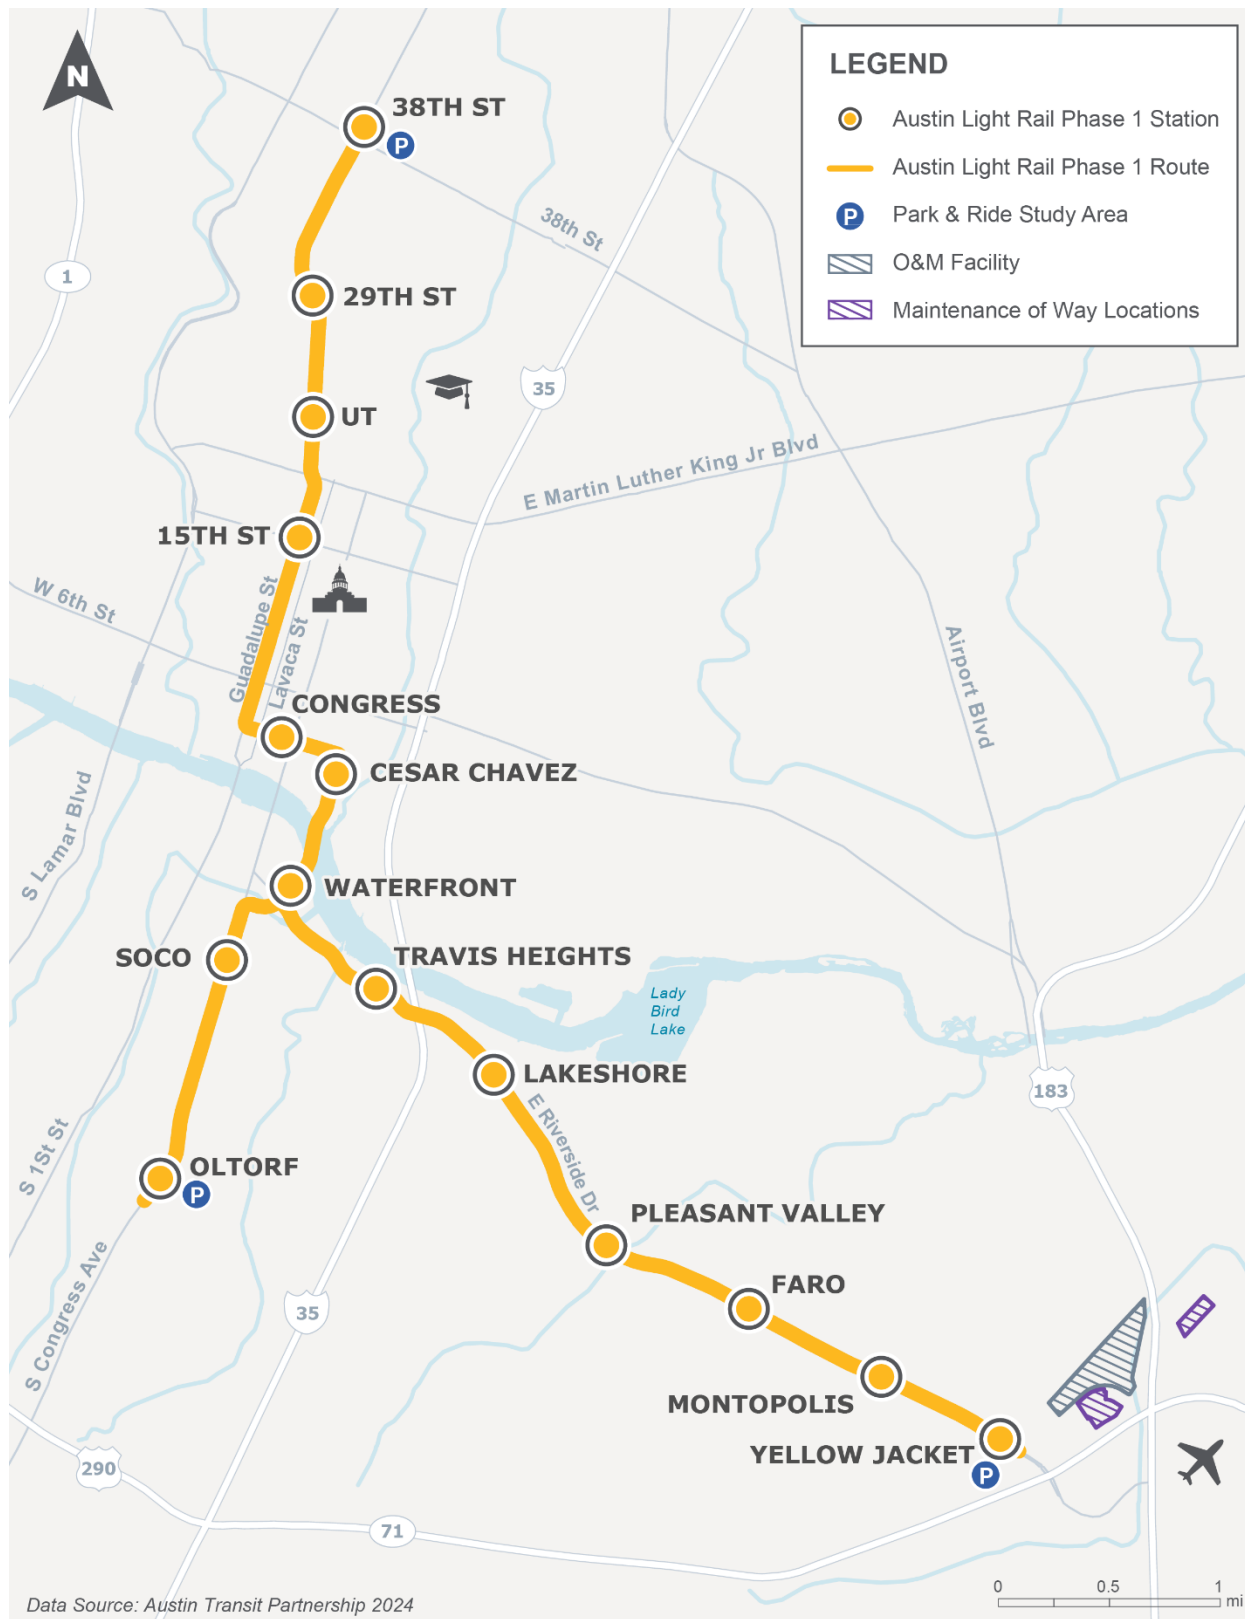 N
LEGEND
Austin Light Rail Phase 1 Station
Austin Light Rail Phase 1 Route
P
Park & Ride Study Area
O&M Facility
Maintenance of Way Locations
38TH ST
P
38th St
1
29TH ST
35
UT
E Martin Luther King Jr Blvd
15TH ST
W 6th St
Guadalupe St
Lavaca St
Airport Blvd
CONGRESS
CESAR CHAVEZ
S Lamar Blvd
WATERFRONT
SOCO
TRAVIS HEIGHTS
Lady
Bird
Lake
LAKESHORE
183
E Riverside Dr
S 1St St
OLTORF
P
PLEASANT VALLEY
S Congress Ave
FARO
35
MONTOPOLIS
YELLOW JACKET
P
290
71
0 0.5 1
mi
Data Source: Austin Transit Partnership 2024